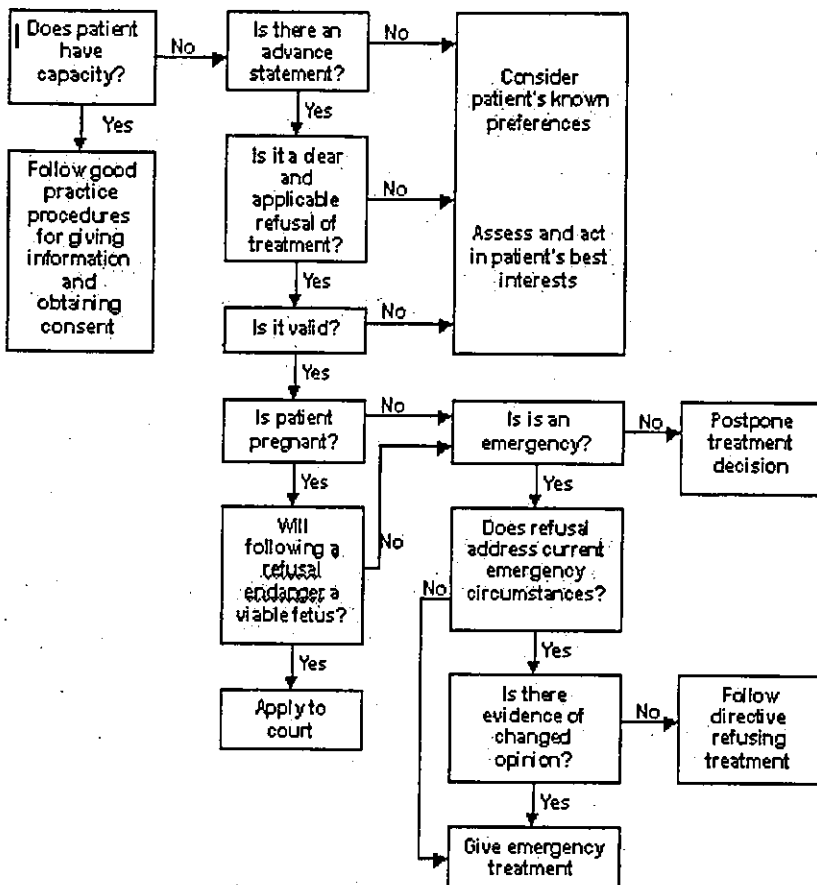 Does patient
have
capacity?
No
Is there an
advance
statement?
No
Consider
patient's known
preferences
Assess and act
in patient's best
interests
Yes
Follow good
practice
procedures
for giving
information
and
obtaining
consent
Yes
Is it a clear
and
applicable
refusal of
treatment?
No
Yes
Is it valid?
No
Yes
Is patient
pregnant?
No
Is is an
emergency?
No
Postpone
treatment
decision
Yes
Will
following a
refusal
endanger a
viable fetus?
No
Yes
Does refusal
address current
emergency
circumstances?
No
Yes
Apply to
court
Yes
Is there
evidence of
changed
opinion?
No
Follow
directive
refusing
treatment
Yes
Give emergency
treatment